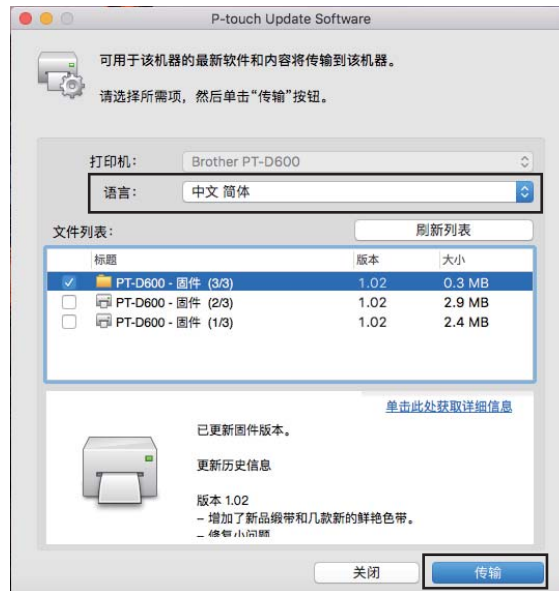 P-touch Update Software
可用于该机器的最新软件和内容将传输到该机器。
请选择所需项，然后单击“传输”按钮。
打印机： Brother PT-D600
语言： 中文 简体
文件列表： 刷新列表
标题 版本 大小
PT-D600 - 固件 (3/3) 1.02 0.3 MB
PT-D600 - 固件 (2/3) 1.02 2.9 MB
PT-D600 - 固件 (1/3) 1.02 2.4 MB
单击此处获取详细信息
已更新固件版本。
更新历史信息
版本 1.02
– 增加了新品缎带和几款新的鲜艳色带。
– 修复小问题
关闭 传输